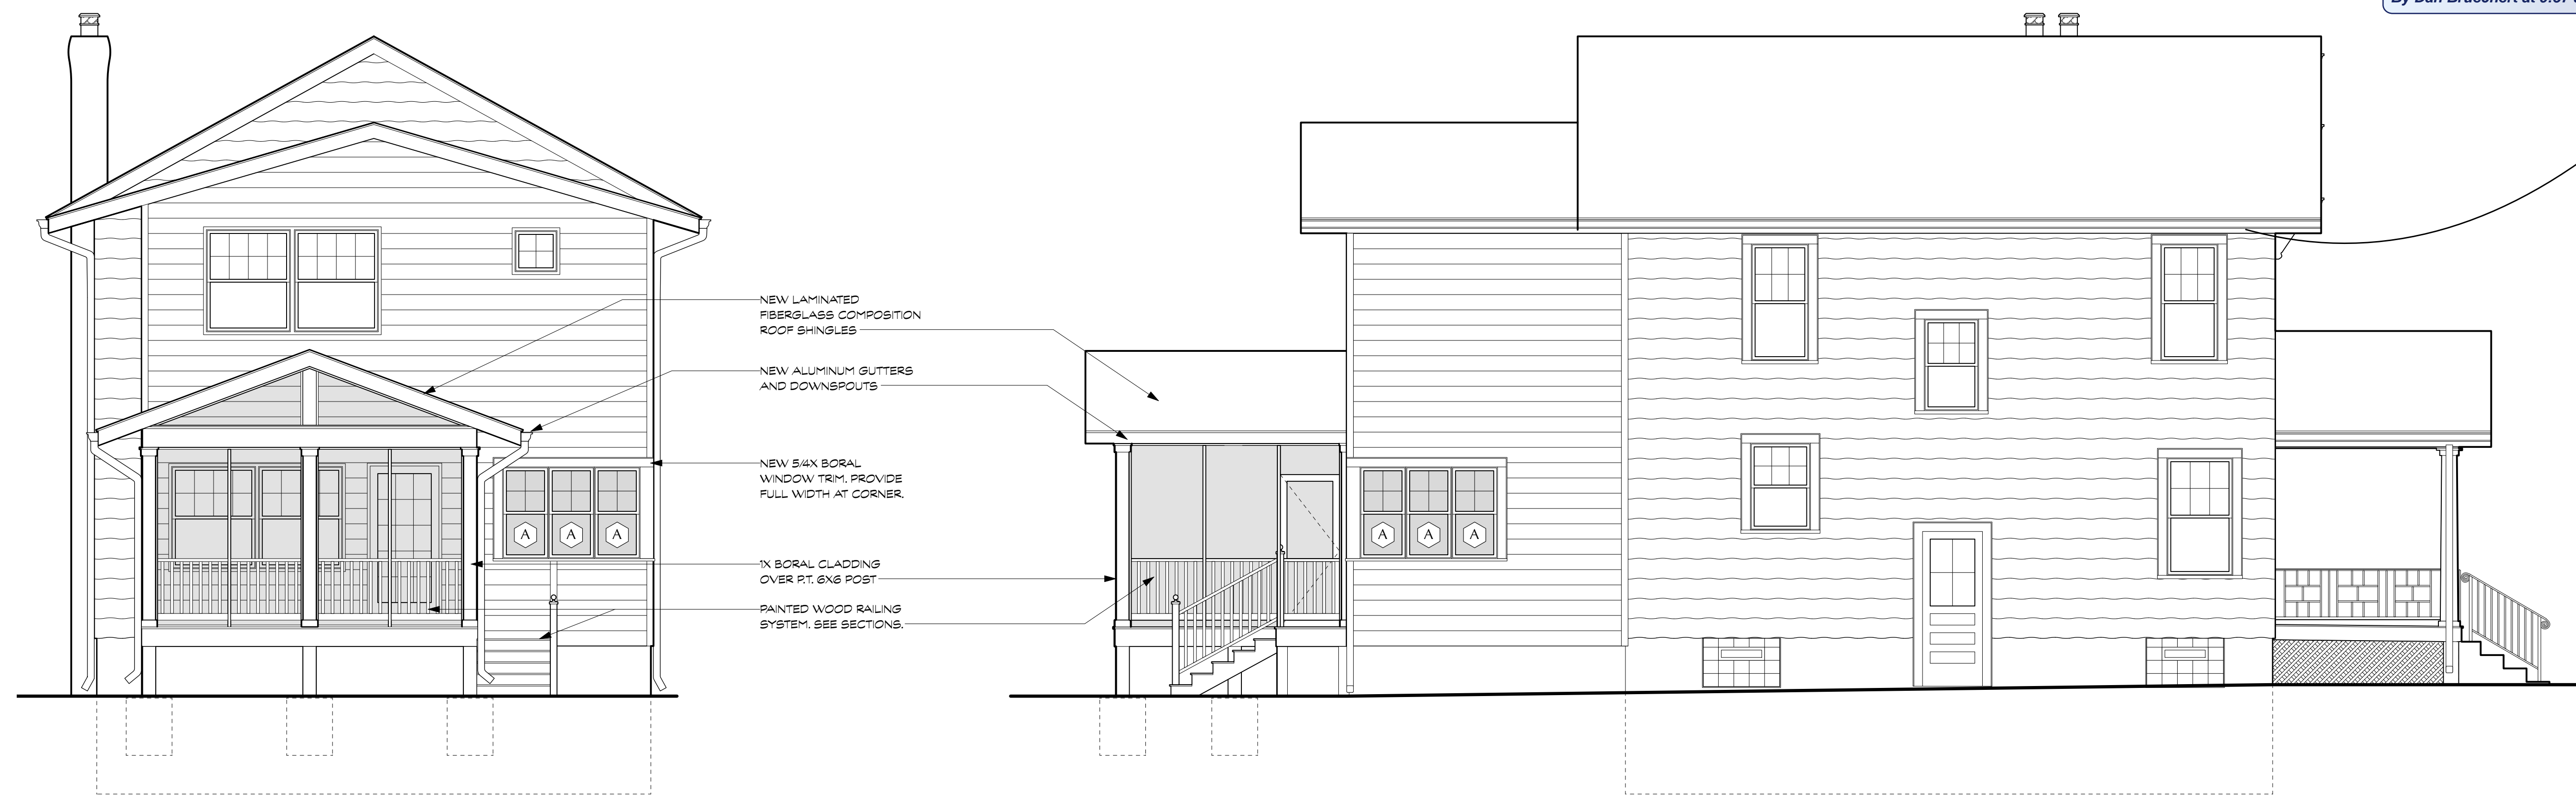 NEW LAMINATED
FIBERGLASS COMPOSITION
ROOF SHINGLES
NEW ALUMINUM GUTTERS
AND DOWNSPOUTS
NEW 5/4X BORAL
WINDOW TRIM. PROVIDE
FULL WIDTH AT CORNER.
1X BORAL CLADDING
OVER P.T. 6X6 POST
PAINTED WOOD RAILING
SYSTEM. SEE SECTIONS.
A A A
A A A